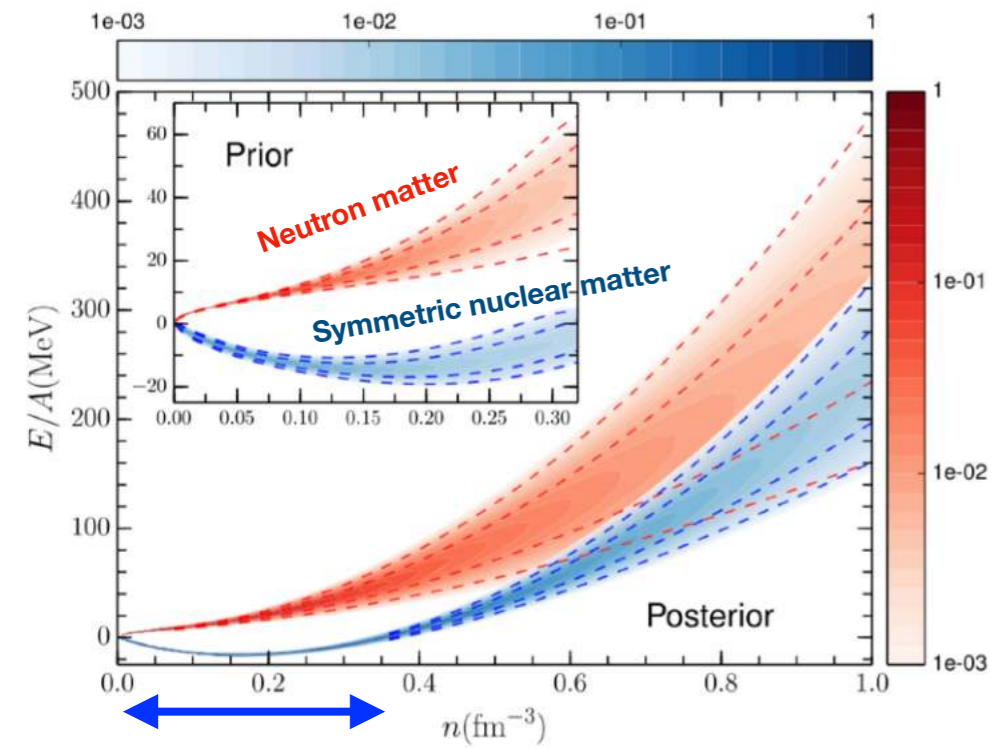 1e-03 1e-02 1e-01 1
500
400
300
200
100
0
E/A(MeV)
60
40
20
0
−20
Prior
Neutron matter
Symmetric nuclear matter
0.00 0.05 0.10 0.15 0.20 0.25 0.30
Posterior
0.0 0.2 0.4 0.6 0.8 1.0
n(fm⁻³)
1
1e-01
1e-02
1e-03